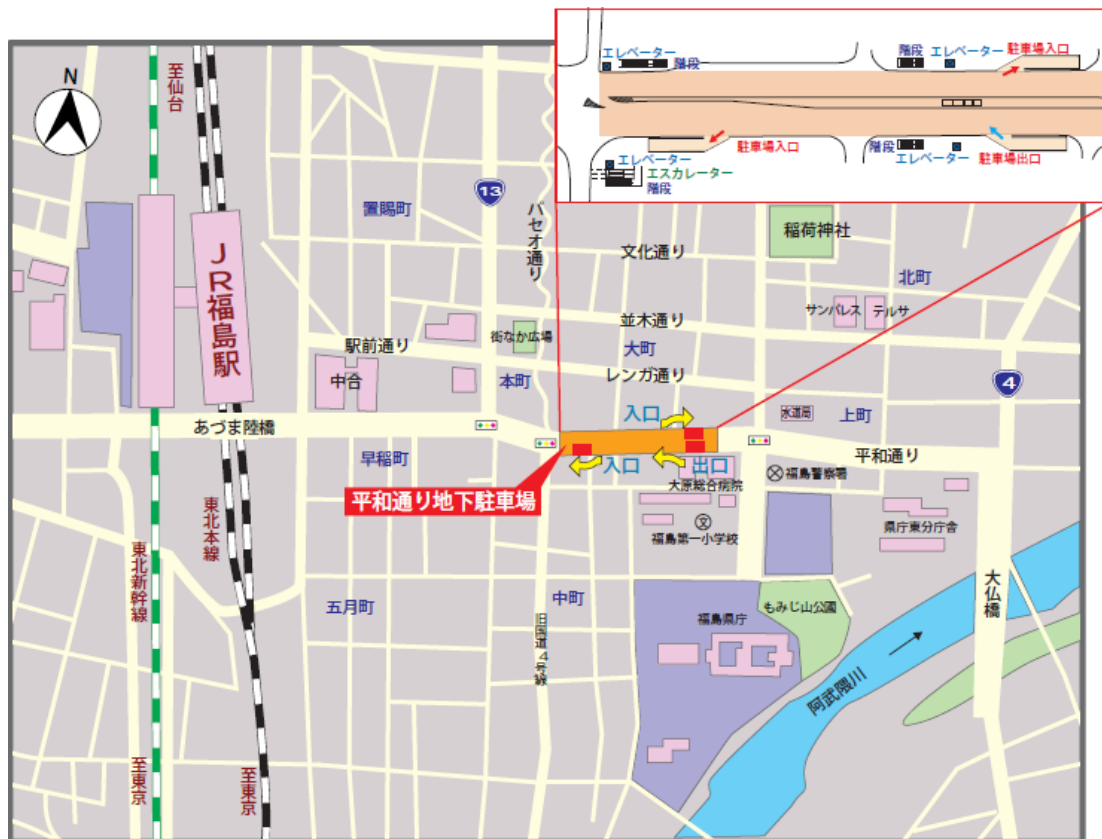 エレベーター
階段
階段
エレベーター
駐車場入口
駐車場入口
エレベーター
エスカレーター
階段
階段
エレベーター
駐車場出口
N
至仙台
13
置賜町
パセオ通り
文化通り
稲荷神社
北町
JR福島駅
サンパレス
テルサ
街なか広場
並木通り
駅前通り
大町
中合
本町
レンガ通り
4
入口
水道局
上町
あづま陸橋
平和通り
早稲町
入口
出口
大原総合病院
福島警察署
平和通り地下駐車場
東北本線
文
福島第一小学校
県庁東分庁舎
東北新幹線
大仏橋
五月町
中町
もみじ山公園
福島県庁
旧国道4号線
阿武隈川
至東京
至東京